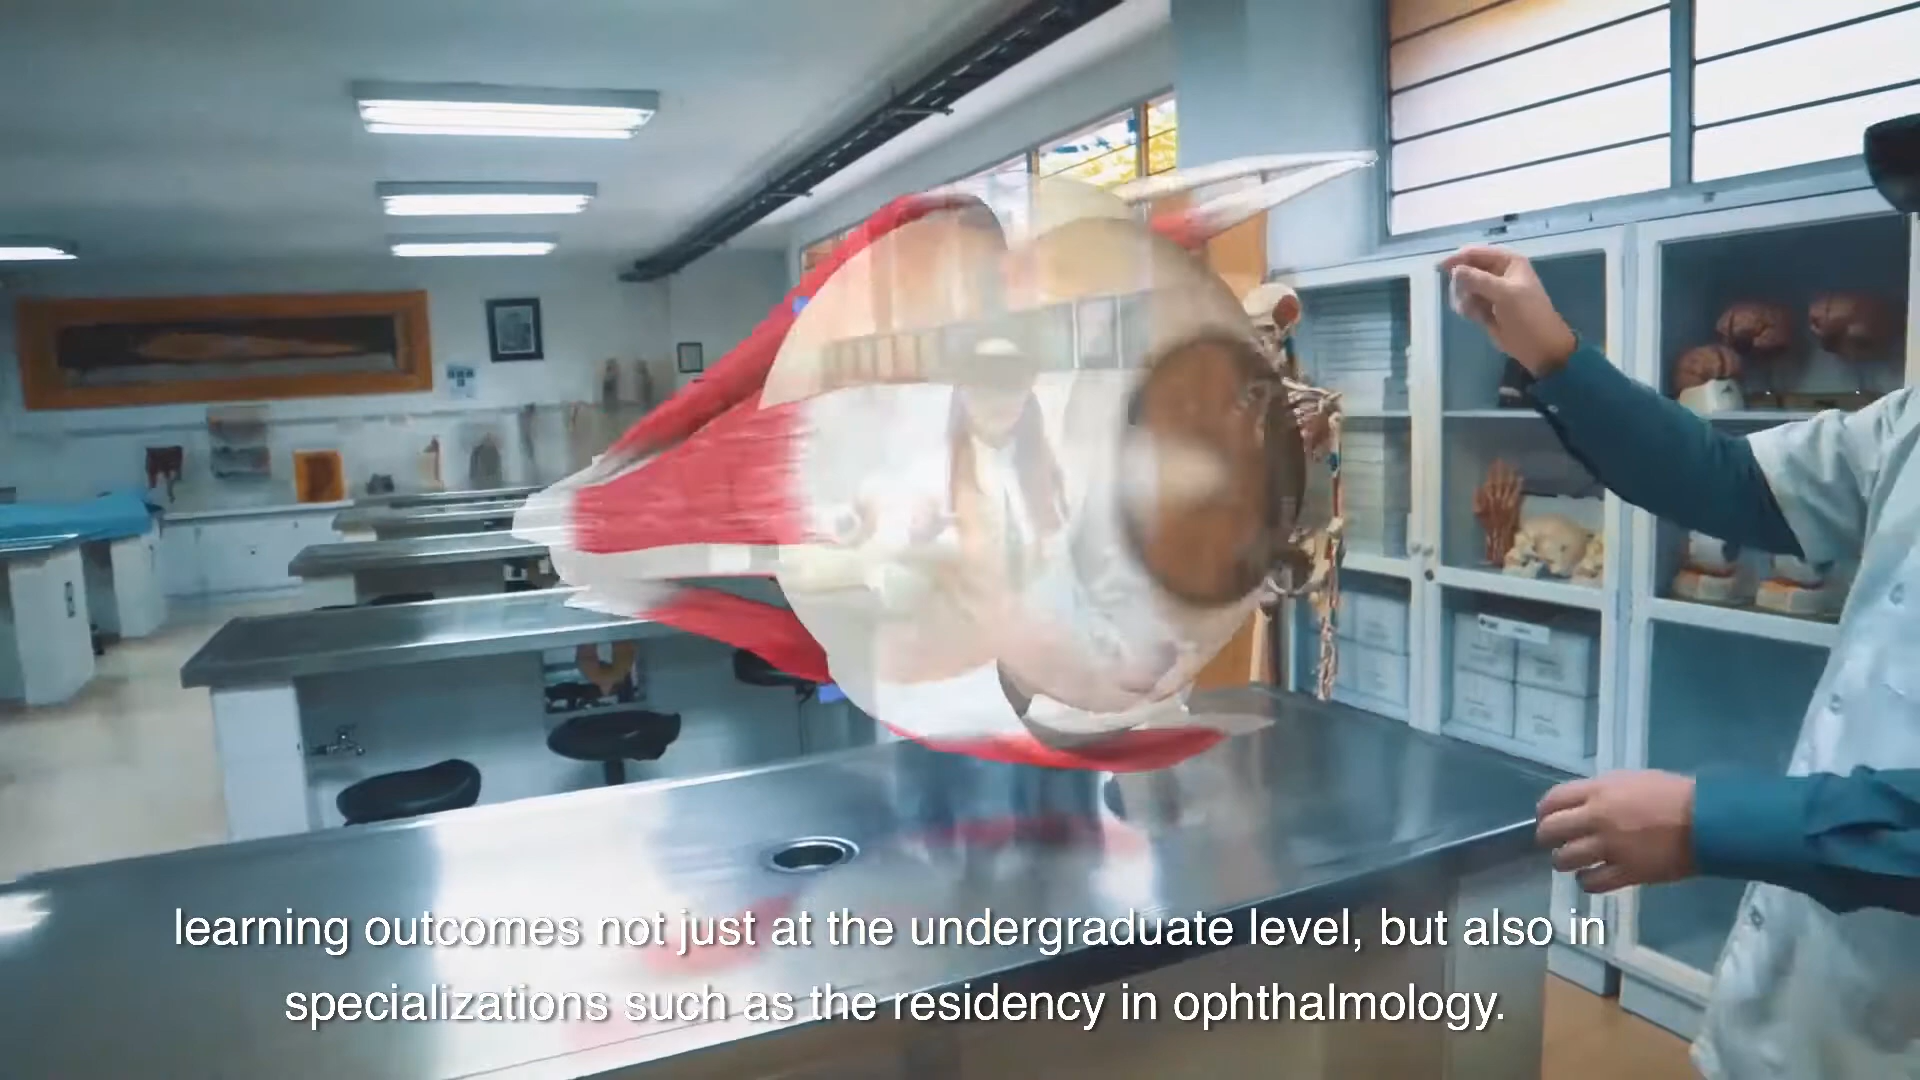 learning outcomes not just at the undergraduate level, but also in
specializations such as the residency in ophthalmology.